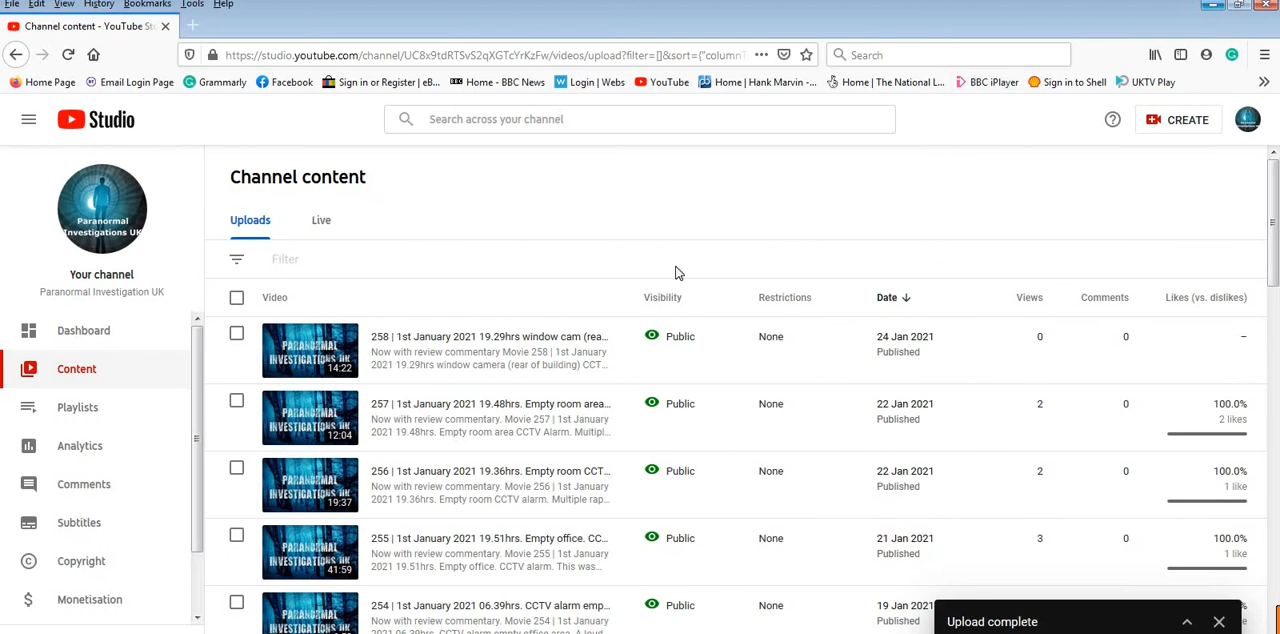 File Edit View History Bookmarks Tools Help
Channel content - YouTube St
https://studio.youtube.com/channel/UC8x9tdRTSvS2qXGTcYrKzFw/videos/upload?filter=[]&sort={"column
Search
Home Page Email Login Page Grammarly Facebook Sign in or Register | eB... Home - BBC News Login | Webs YouTube Home | Hank Marvin -... Home | The National L... BBC iPlayer Sign in to Shell UKTV Play
Studio
Search across your channel
CREATE
Paranormal
Investigations UK
Your channel
Paranormal Investigation UK
Dashboard
Content
Playlists
Analytics
Comments
Subtitles
Copyright
Monetisation
Channel content
Uploads Live
Filter
Video Visibility Restrictions Date Views Comments Likes (vs. dislikes)
PARANORMAL
INVESTIGATIONS UK
14:22
258 | 1st January 2021 19.29hrs window cam (rea...
Now with review commentary Movie 258 | 1st January
2021 19.29hrs window camera (rear of building) CCT...
Public None 24 Jan 2021 0 0 –
Published
PARANORMAL
INVESTIGATIONS UK
12:04
257 | 1st January 2021 19.48hrs. Empty room area...
Now with review commentary. Movie 257 | 1st January
2021 19.48hrs. Empty room area CCTV Alarm. Multipl...
Public None 22 Jan 2021 2 0 100.0%
Published 2 likes
PARANORMAL
INVESTIGATIONS UK
19:37
256 | 1st January 2021 19.36hrs. Empty room CCT...
Now with review commentary. Movie 256 | 1st January
2021 19.36hrs. Empty room CCTV alarm. Multiple rap...
Public None 22 Jan 2021 2 0 100.0%
Published 1 like
PARANORMAL
INVESTIGATIONS UK
41:59
255 | 1st January 2021 19.51hrs. Empty office. CC...
Now with review commentary. Movie 255 | 1st January
2021 19.51hrs. Empty office. CCTV alarm. This was...
Public None 21 Jan 2021 3 0 100.0%
Published 1 like
PARANORMAL
254 | 1st January 2021 06.39hrs. CCTV alarm emp...
Now with review commentary. Movie 254 | 1st January
Public None 19 Jan 2021
Upload complete